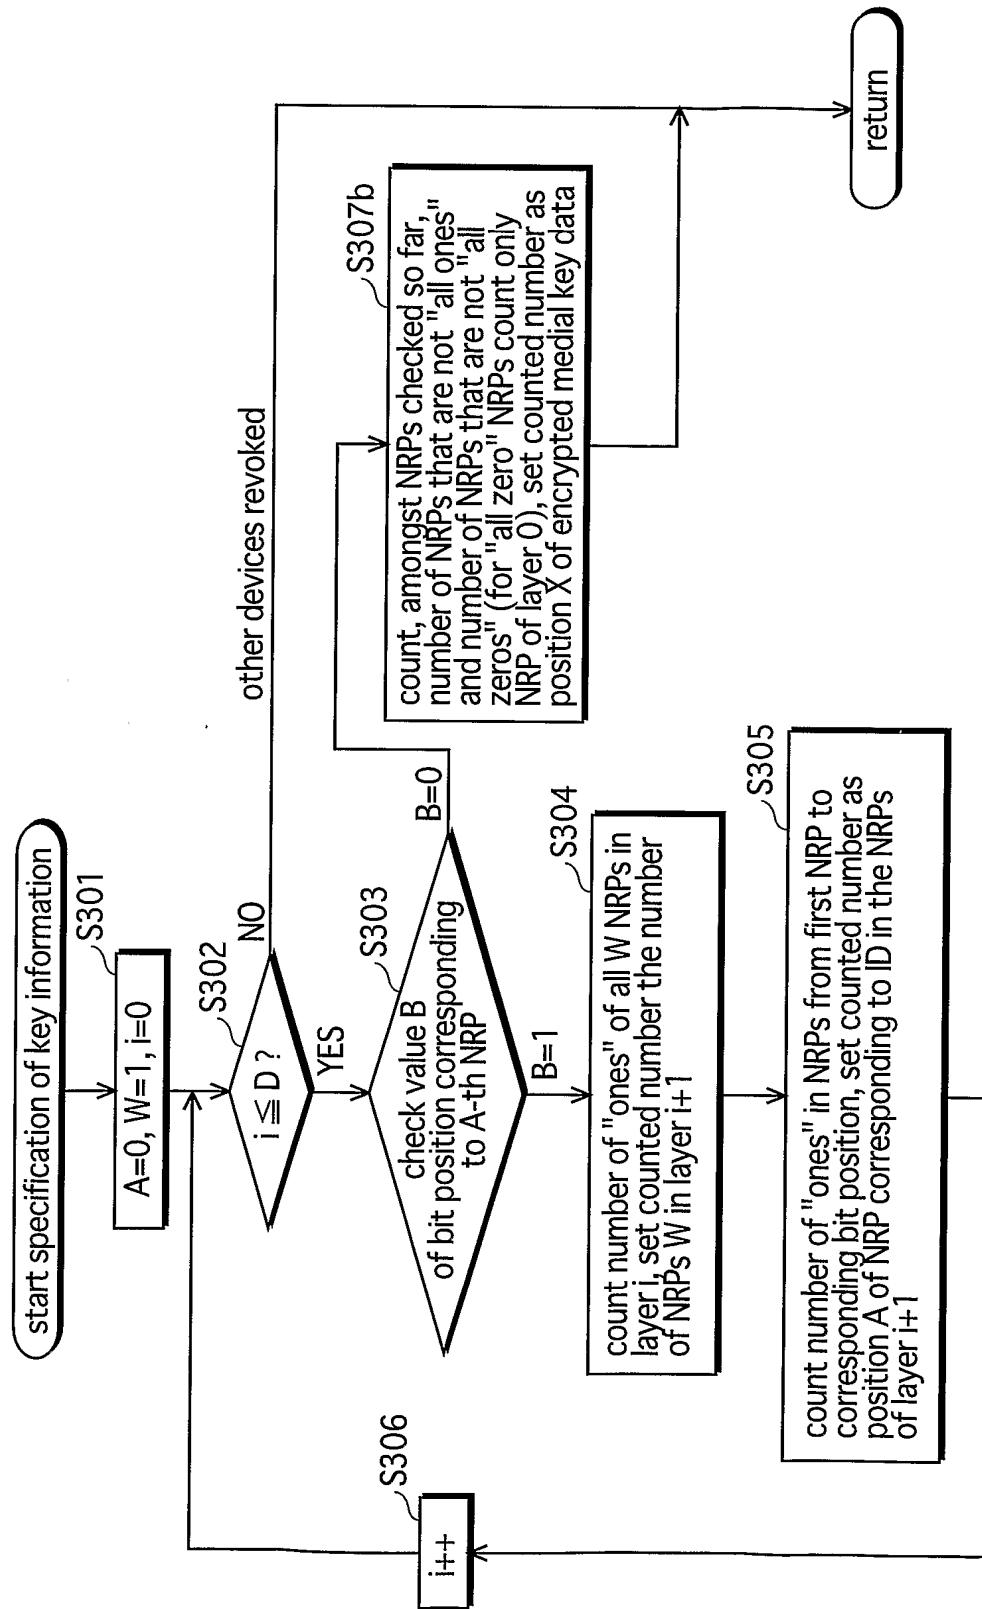 start specification of key information
S301
A=0, W=1, i=0
S302
i ≦ D ?
NO
other devices revoked
YES
S303
check value B
of bit position corresponding
to A-th NRP
B=0
B=1
S307b
count, amongst NRPs checked so far,
number of NRPs that are not "all ones"
and number of NRPs that are not "all
zeros" (for "all zero" NRPs count only
NRP of layer 0), set counted number as
position X of encrypted medial key data
S304
count number of "ones" of all W NRPs in
layer i, set counted number the number
of NRPs W in layer i+1
S305
count number of "ones" in NRPs from first NRP to
corresponding bit position, set counted number as
position A of NRP corresponding to ID in the NRPs
of layer i+1
S306
i++
return